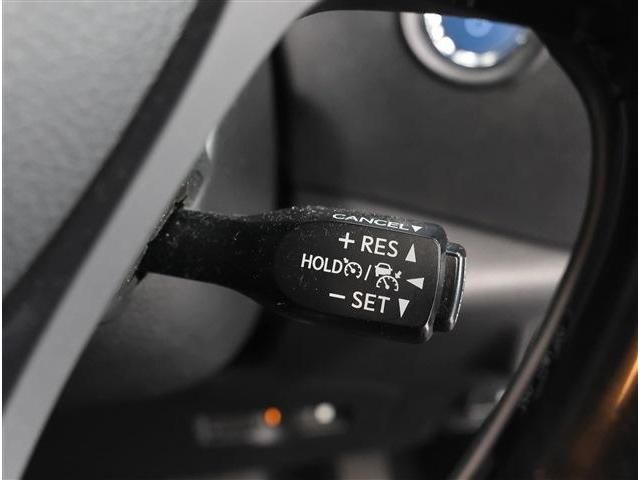 CANCEL▼
+ RES ▲
HOLD / ◄
− SET ▼